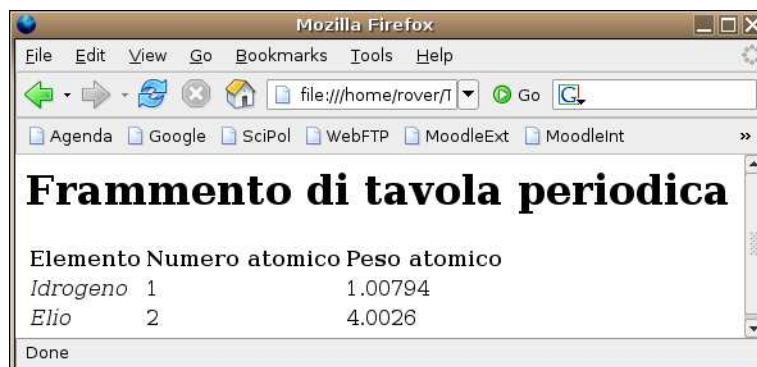 Mozilla Firefox
File Edit View Go Bookmarks Tools Help
file:///home/rover/T Go G
Agenda Google SciPol WebFTP MoodleExt MoodleInt »
Frammento di tavola periodica
Elemento Numero atomico Peso atomico
Idrogeno 1 1.00794
Elio 2 4.0026
Done